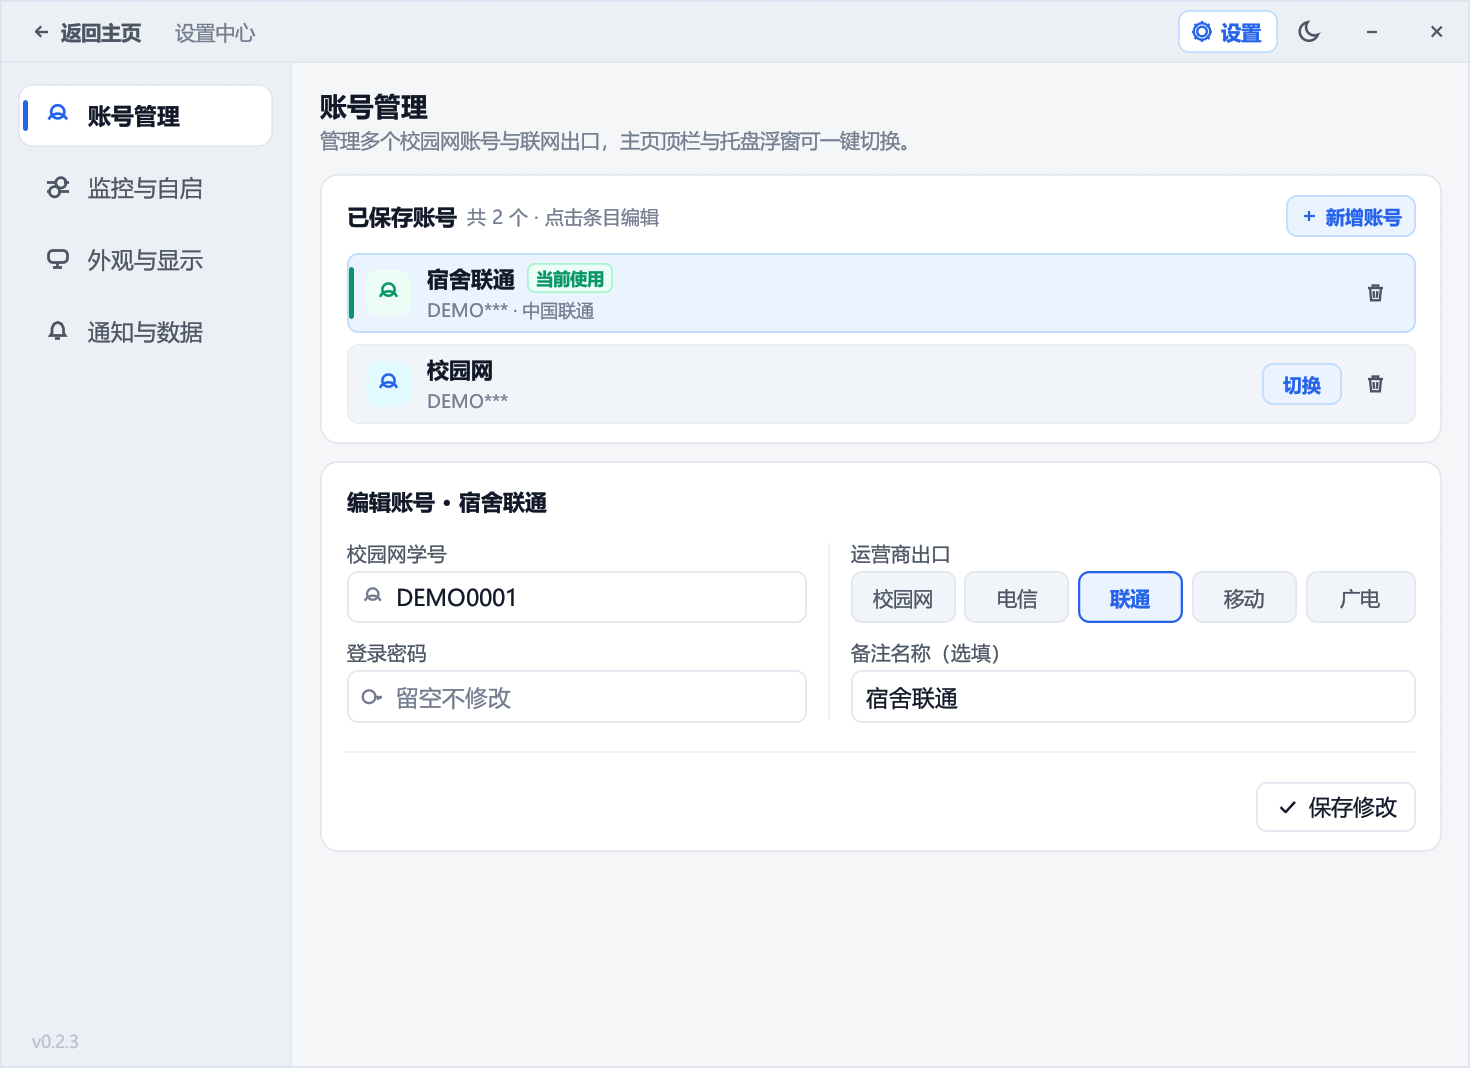 返回主页 设置中心 设置
账号管理
监控与自启
外观与显示
通知与数据
v0.2.3
账号管理
管理多个校园网账号与联网出口，主页顶栏与托盘浮窗可一键切换。
已保存账号 共 2 个 · 点击条目编辑 + 新增账号
宿舍联通 当前使用
DEMO*** · 中国联通
校园网
DEMO***
切换
编辑账号 • 宿舍联通
校园网学号
DEMO0001
登录密码
留空不修改
运营商出口
校园网 电信 联通 移动 广电
备注名称（选填）
宿舍联通
保存修改